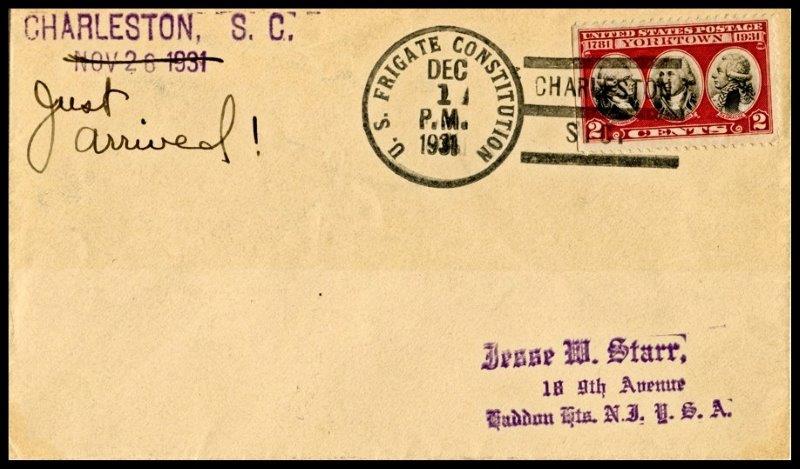 CHARLESTON, S. C.
NOV 26 1931
Just
arrived!
U. S. FRIGATE CONSTITUTION
DEC
1
P.M.
1931
CHARLESTON,
UNITED STATES POSTAGE
1781 YORKTOWN 1931
2 CENTS 2
Jesse W. Starr,
18 9th Avenue
Haddon Hts. N.J. U. S. A.